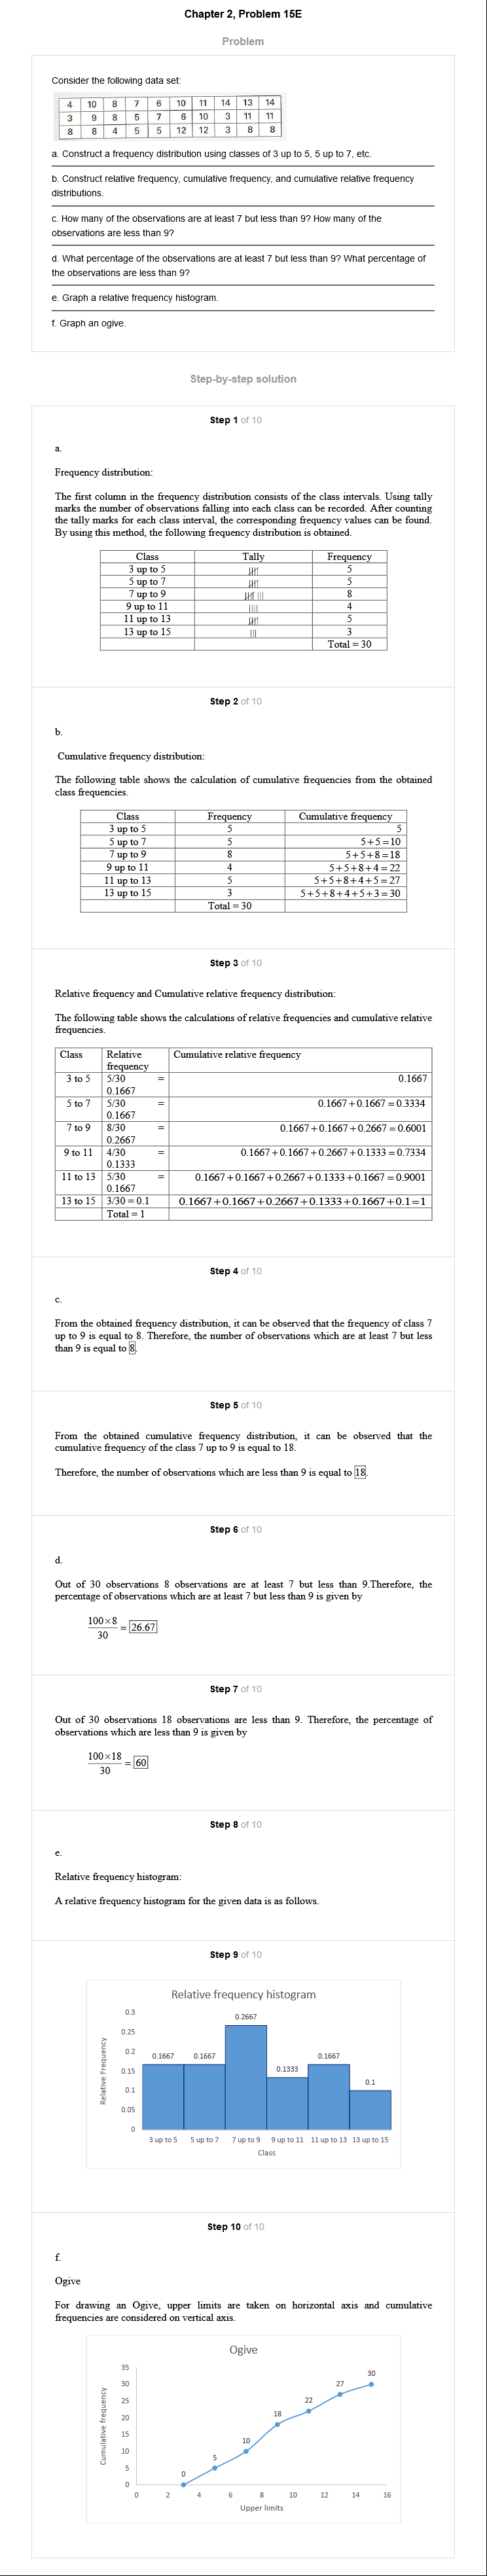 Chapter 2, Problem 15E
Problem
Consider the following data set:
4 10 8 7 6 10 11 14 13 14
3 9 8 5 7 6 10 3 11 11
8 8 4 5 5 12 12 3 8 8
a. Construct a frequency distribution using classes of 3 up to 5, 5 up to 7, etc.
b. Construct relative frequency, cumulative frequency, and cumulative relative frequency
distributions.
c. How many of the observations are at least 7 but less than 9? How many of the
observations are less than 9?
d. What percentage of the observations are at least 7 but less than 9? What percentage of
the observations are less than 9?
e. Graph a relative frequency histogram.
f. Graph an ogive.
Step-by-step solution
Step 1 of 10
a.
Frequency distribution:
The first column in the frequency distribution consists of the class intervals. Using tally
marks the number of observations falling into each class can be recorded. After counting
the tally marks for each class interval, the corresponding frequency values can be found.
By using this method, the following frequency distribution is obtained.
Class Tally Frequency
3 up to 5 5
5 up to 7 5
7 up to 9 8
9 up to 11 4
11 up to 13 5
13 up to 15 3
Total = 30
Step 2 of 10
b.
Cumulative frequency distribution:
The following table shows the calculation of cumulative frequencies from the obtained
class frequencies.
Class Frequency Cumulative frequency
3 up to 5 5 5
5 up to 7 5 5+5=10
7 up to 9 8 5+5+8=18
9 up to 11 4 5+5+8+4=22
11 up to 13 5 5+5+8+4+5=27
13 up to 15 3 5+5+8+4+5+3=30
Total = 30
Step 3 of 10
Relative frequency and Cumulative relative frequency distribution:
The following table shows the calculations of relative frequencies and cumulative relative
frequencies.
Class Relative Cumulative relative frequency
frequency
3 to 5 5/30 = 0.1667
0.1667
5 to 7 5/30 = 0.1667+0.1667=0.3334
0.1667
7 to 9 8/30 = 0.1667+0.1667+0.2667=0.6001
0.2667
9 to 11 4/30 = 0.1667+0.1667+0.2667+0.1333=0.7334
0.1333
11 to 13 5/30 = 0.1667+0.1667+0.2667+0.1333+0.1667=0.9001
0.1667
13 to 15 3/30 = 0.1 0.1667+0.1667+0.2667+0.1333+0.1667+0.1=1
Total = 1
Step 4 of 10
c.
From the obtained frequency distribution, it can be observed that the frequency of class 7
up to 9 is equal to 8. Therefore, the number of observations which are at least 7 but less
than 9 is equal to 8.
Step 5 of 10
From the obtained cumulative frequency distribution, it can be observed that the
cumulative frequency of the class 7 up to 9 is equal to 18.
Therefore, the number of observations which are less than 9 is equal to 18.
Step 6 of 10
d.
Out of 30 observations 8 observations are at least 7 but less than 9.Therefore, the
percentage of observations which are at least 7 but less than 9 is given by
100×8
30
= 26.67
Step 7 of 10
Out of 30 observations 18 observations are less than 9. Therefore, the percentage of
observations which are less than 9 is given by
100×18
30
= 60
Step 8 of 10
e.
Relative frequency histogram:
A relative frequency histogram for the given data is as follows.
Step 9 of 10
Relative frequency histogram
Relative Frequency
0.3
0.25
0.2
0.15
0.1
0.05
0
0.1667 0.1667 0.2667 0.1333 0.1667 0.1
3 up to 5 5 up to 7 7 up to 9 9 up to 11 11 up to 13 13 up to 15
Class
Step 10 of 10
f.
Ogive
For drawing an Ogive, upper limits are taken on horizontal axis and cumulative
frequencies are considered on vertical axis.
Ogive
Cumulative frequency
35
30
25
20
15
10
5
0
0 5 10 18 22 27 30
0 2 4 6 8 10 12 14 16
Upper limits